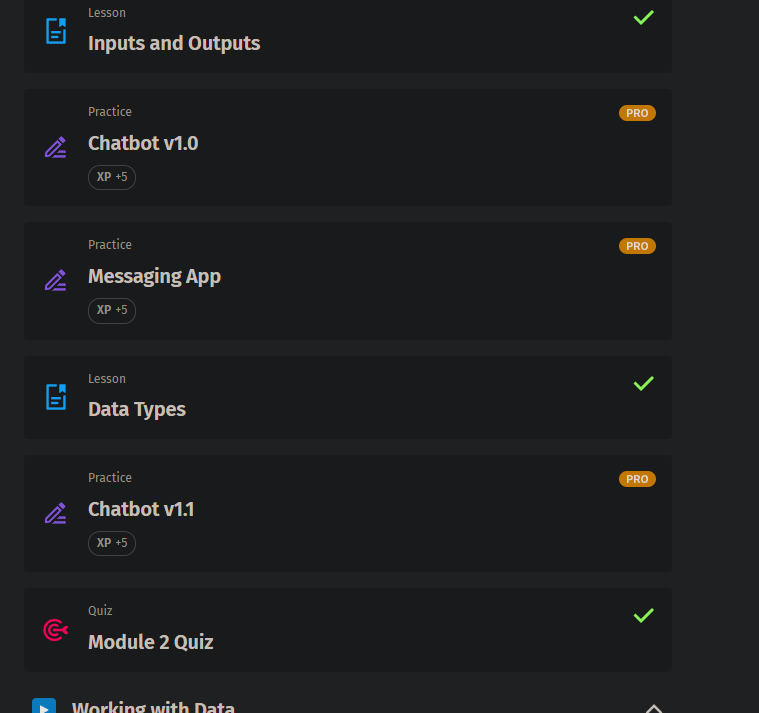 Lesson
Inputs and Outputs
Practice
PRO
Chatbot v1.0
XP +5
Practice
PRO
Messaging App
XP +5
Lesson
Data Types
Practice
PRO
Chatbot v1.1
XP +5
Quiz
Module 2 Quiz
Working with Data